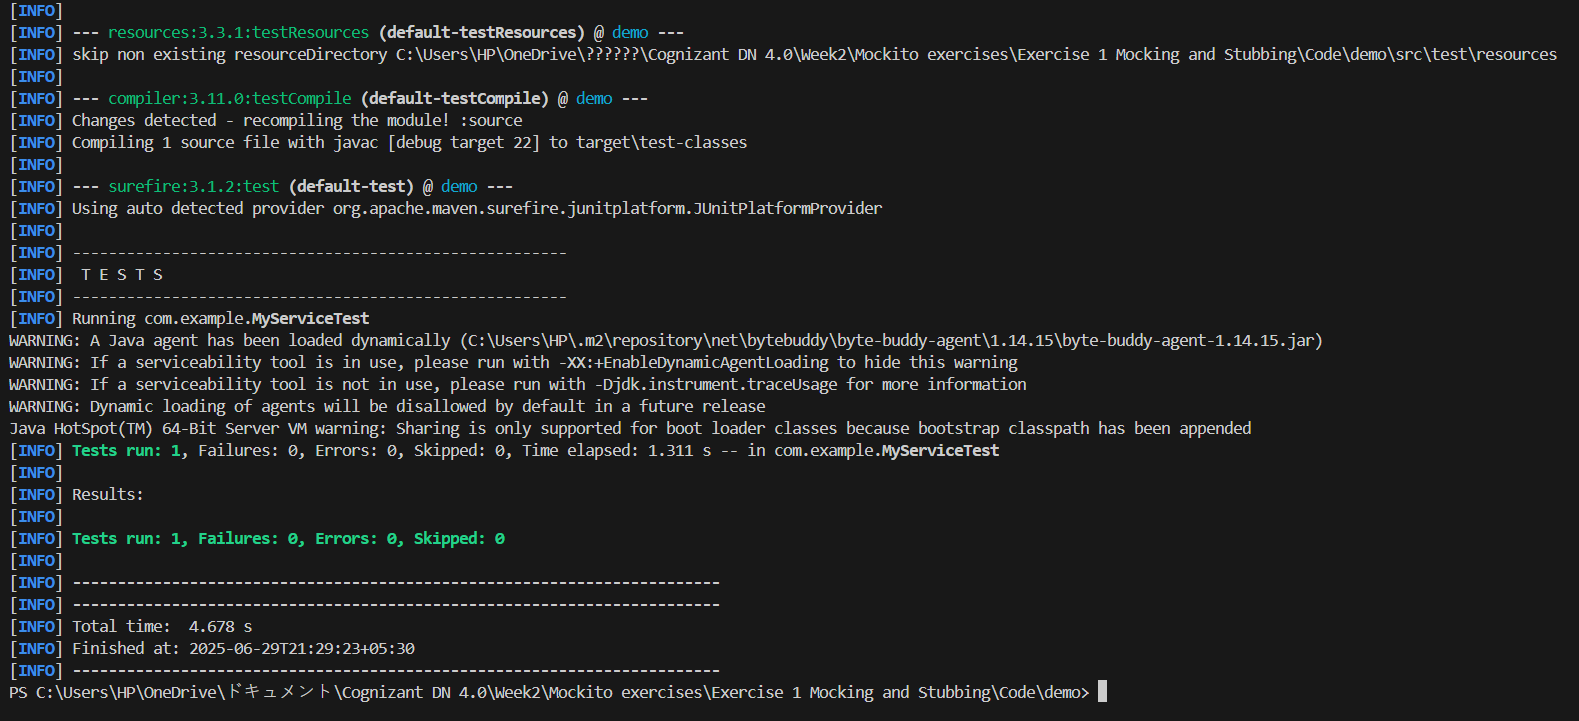 [INFO]
[INFO] --- resources:3.3.1:testResources (default-testResources) @ demo ---
[INFO] skip non existing resourceDirectory C:\Users\HP\OneDrive\??????\Cognizant DN 4.0\Week2\Mockito exercises\Exercise 1 Mocking and Stubbing\Code\demo\src\test\resources
[INFO]
[INFO] --- compiler:3.11.0:testCompile (default-testCompile) @ demo ---
[INFO] Changes detected - recompiling the module! :source
[INFO] Compiling 1 source file with javac [debug target 22] to target\test-classes
[INFO]
[INFO] --- surefire:3.1.2:test (default-test) @ demo ---
[INFO] Using auto detected provider org.apache.maven.surefire.junitplatform.JUnitPlatformProvider
[INFO]
[INFO] -------------------------------------------------------
[INFO]  T E S T S
[INFO] -------------------------------------------------------
[INFO] Running com.example.MyServiceTest
WARNING: A Java agent has been loaded dynamically (C:\Users\HP\.m2\repository\net\bytebuddy\byte-buddy-agent\1.14.15\byte-buddy-agent-1.14.15.jar)
WARNING: If a serviceability tool is in use, please run with -XX:+EnableDynamicAgentLoading to hide this warning
WARNING: If a serviceability tool is not in use, please run with -Djdk.instrument.traceUsage for more information
WARNING: Dynamic loading of agents will be disallowed by default in a future release
Java HotSpot(TM) 64-Bit Server VM warning: Sharing is only supported for boot loader classes because bootstrap classpath has been appended
[INFO] Tests run: 1, Failures: 0, Errors: 0, Skipped: 0, Time elapsed: 1.311 s -- in com.example.MyServiceTest
[INFO]
[INFO] Results:
[INFO]
[INFO] Tests run: 1, Failures: 0, Errors: 0, Skipped: 0
[INFO]
[INFO] ------------------------------------------------------------------------
[INFO] ------------------------------------------------------------------------
[INFO] Total time:  4.678 s
[INFO] Finished at: 2025-06-29T21:29:23+05:30
[INFO] ------------------------------------------------------------------------
PS C:\Users\HP\OneDrive\ドキュメント\Cognizant DN 4.0\Week2\Mockito exercises\Exercise 1 Mocking and Stubbing\Code\demo>